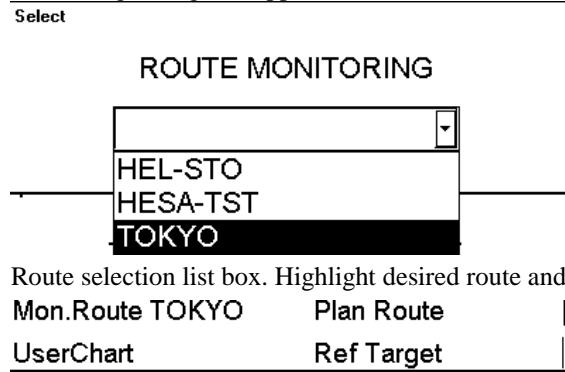 Select
ROUTE MONITORING
HEL-STO
HESA-TST
TOKYO
Route selection list box. Highlight desired route and
Mon.Route TOKYO Plan Route
UserChart Ref Target